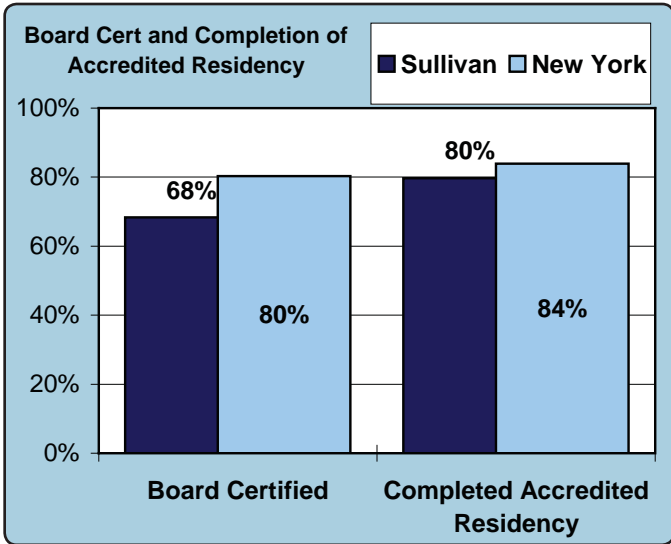 Board Cert and Completion of
Accredited Residency
Sullivan
New York
100%
80%
60%
40%
20%
0%
68%
80%
80%
84%
Board Certified
Completed Accredited
Residency